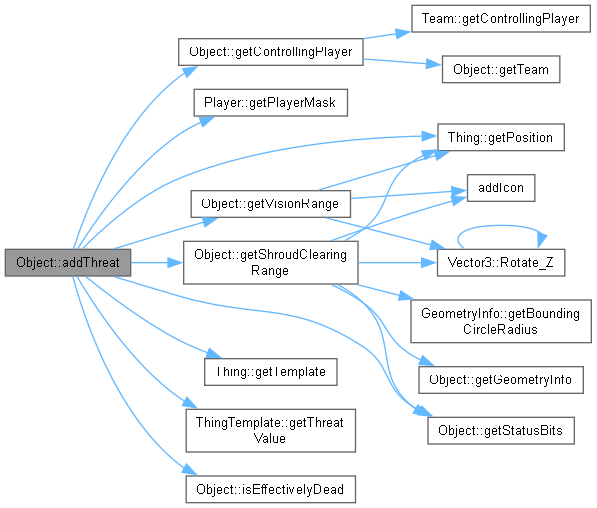 Object::addThreat
Object::getControllingPlayer
Team::getControllingPlayer
Object::getTeam
Player::getPlayerMask
Thing::getPosition
Object::getVisionRange
addIcon
Object::getShroudClearing
Range
Vector3::Rotate_Z
GeometryInfo::getBounding
CircleRadius
Thing::getTemplate
Object::getGeometryInfo
ThingTemplate::getThreat
Value
Object::getStatusBits
Object::isEffectivelyDead